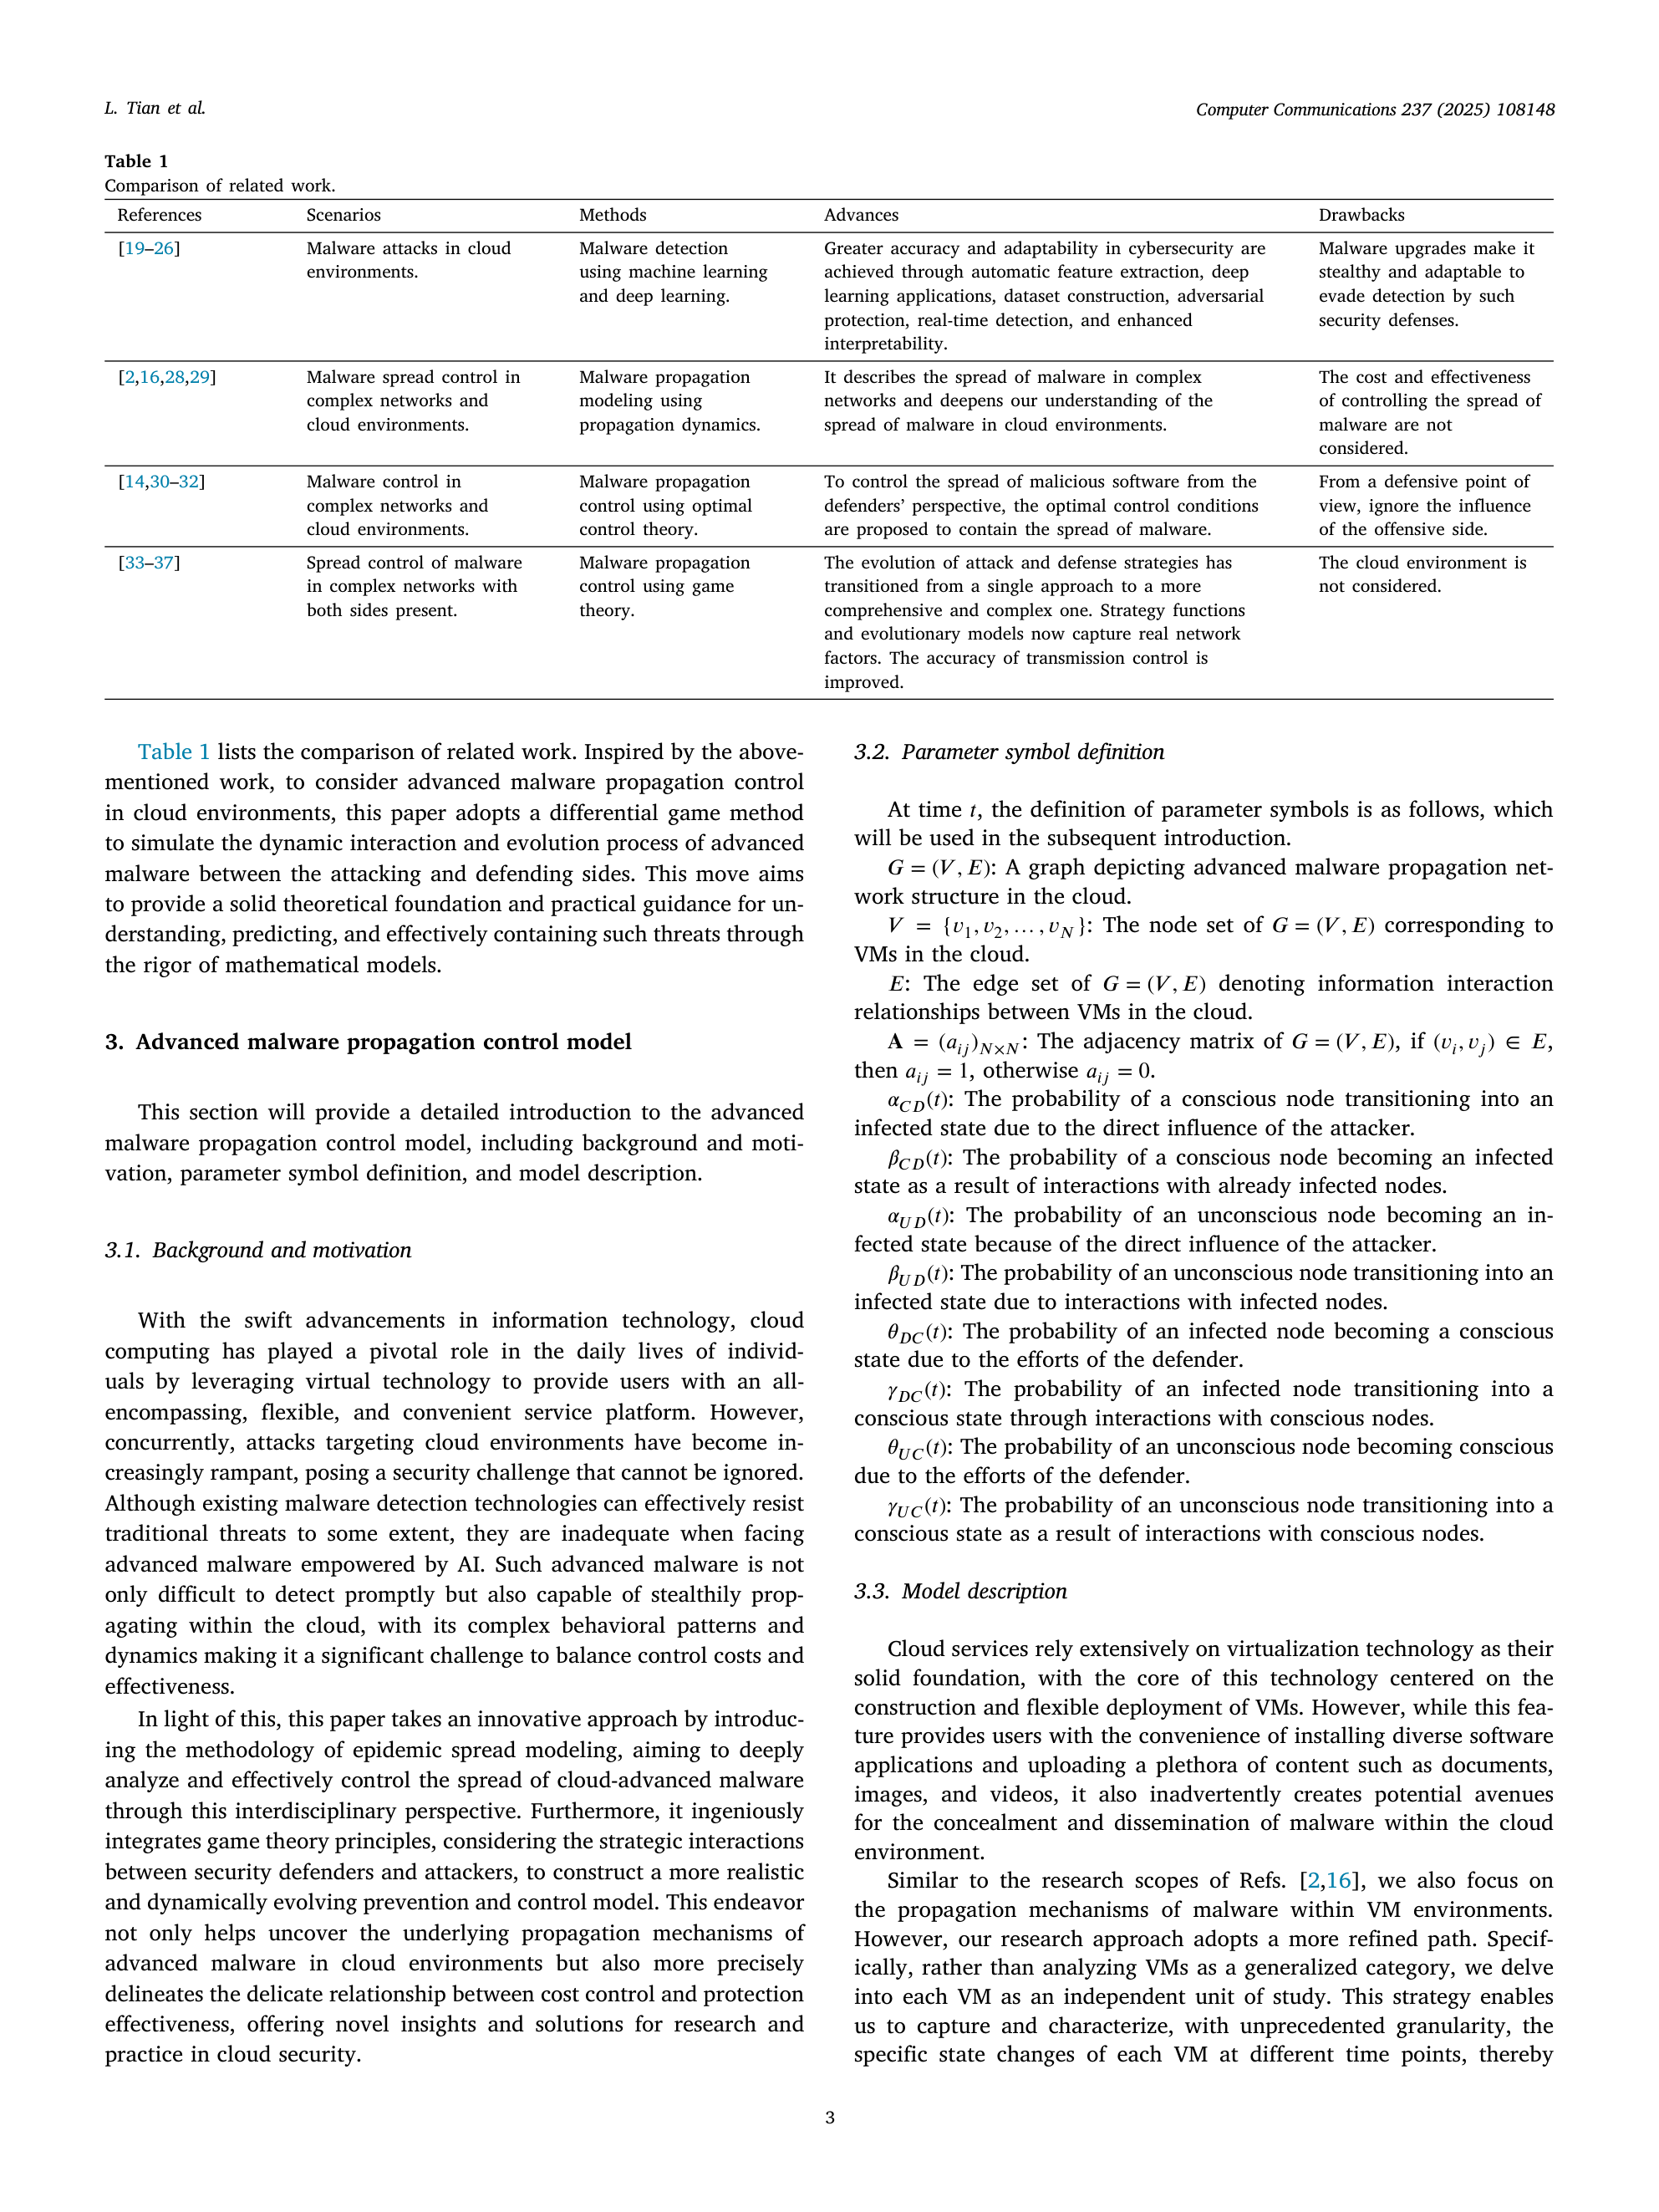 L. Tian et al.
Computer Communications 237 (2025) 108148
Table 1
Comparison of related work.
References Scenarios Methods Advances Drawbacks
[19–26] Malware attacks in cloud Malware detection Greater accuracy and adaptability in cybersecurity are Malware upgrades make it
environments. using machine learning achieved through automatic feature extraction, deep stealthy and adaptable to
and deep learning. learning applications, dataset construction, adversarial evade detection by such
protection, real-time detection, and enhanced security defenses.
interpretability.
[2,16,28,29] Malware spread control in Malware propagation It describes the spread of malware in complex The cost and effectiveness
complex networks and modeling using networks and deepens our understanding of the of controlling the spread of
cloud environments. propagation dynamics. spread of malware in cloud environments. malware are not
considered.
[14,30–32] Malware control in Malware propagation To control the spread of malicious software from the From a defensive point of
complex networks and control using optimal defenders' perspective, the optimal control conditions view, ignore the influence
cloud environments. control theory. are proposed to contain the spread of malware. of the offensive side.
[33–37] Spread control of malware Malware propagation The evolution of attack and defense strategies has The cloud environment is
in complex networks with control using game transitioned from a single approach to a more not considered.
both sides present. theory. comprehensive and complex one. Strategy functions
and evolutionary models now capture real network
factors. The accuracy of transmission control is
improved.
Table 1 lists the comparison of related work. Inspired by the above-
mentioned work, to consider advanced malware propagation control
in cloud environments, this paper adopts a differential game method
to simulate the dynamic interaction and evolution process of advanced
malware between the attacking and defending sides. This move aims
to provide a solid theoretical foundation and practical guidance for un-
derstanding, predicting, and effectively containing such threats through
the rigor of mathematical models.
3. Advanced malware propagation control model
This section will provide a detailed introduction to the advanced
malware propagation control model, including background and moti-
vation, parameter symbol definition, and model description.
3.1. Background and motivation
With the swift advancements in information technology, cloud
computing has played a pivotal role in the daily lives of individ-
uals by leveraging virtual technology to provide users with an all-
encompassing, flexible, and convenient service platform. However,
concurrently, attacks targeting cloud environments have become in-
creasingly rampant, posing a security challenge that cannot be ignored.
Although existing malware detection technologies can effectively resist
traditional threats to some extent, they are inadequate when facing
advanced malware empowered by AI. Such advanced malware is not
only difficult to detect promptly but also capable of stealthily prop-
agating within the cloud, with its complex behavioral patterns and
dynamics making it a significant challenge to balance control costs and
effectiveness.
In light of this, this paper takes an innovative approach by introduc-
ing the methodology of epidemic spread modeling, aiming to deeply
analyze and effectively control the spread of cloud-advanced malware
through this interdisciplinary perspective. Furthermore, it ingeniously
integrates game theory principles, considering the strategic interactions
between security defenders and attackers, to construct a more realistic
and dynamically evolving prevention and control model. This endeavor
not only helps uncover the underlying propagation mechanisms of
advanced malware in cloud environments but also more precisely
delineates the delicate relationship between cost control and protection
effectiveness, offering novel insights and solutions for research and
practice in cloud security.
3.2. Parameter symbol definition
At time t, the definition of parameter symbols is as follows, which
will be used in the subsequent introduction.
G = (V, E): A graph depicting advanced malware propagation net-
work structure in the cloud.
V = {v₁, v₂, … , v_N}: The node set of G = (V, E) corresponding to
VMs in the cloud.
E: The edge set of G = (V, E) denoting information interaction
relationships between VMs in the cloud.
A = (a_ij)_N×N: The adjacency matrix of G = (V, E), if (v_i, v_j) ∈ E,
then a_ij = 1, otherwise a_ij = 0.
α_CD(t): The probability of a conscious node transitioning into an
infected state due to the direct influence of the attacker.
β_CD(t): The probability of a conscious node becoming an infected
state as a result of interactions with already infected nodes.
α_UD(t): The probability of an unconscious node becoming an in-
fected state because of the direct influence of the attacker.
β_UD(t): The probability of an unconscious node transitioning into an
infected state due to interactions with infected nodes.
θ_DC(t): The probability of an infected node becoming a conscious
state due to the efforts of the defender.
γ_DC(t): The probability of an infected node transitioning into a
conscious state through interactions with conscious nodes.
θ_UC(t): The probability of an unconscious node becoming conscious
due to the efforts of the defender.
γ_UC(t): The probability of an unconscious node transitioning into a
conscious state as a result of interactions with conscious nodes.
3.3. Model description
Cloud services rely extensively on virtualization technology as their
solid foundation, with the core of this technology centered on the
construction and flexible deployment of VMs. However, while this fea-
ture provides users with the convenience of installing diverse software
applications and uploading a plethora of content such as documents,
images, and videos, it also inadvertently creates potential avenues
for the concealment and dissemination of malware within the cloud
environment.
Similar to the research scopes of Refs. [2,16], we also focus on
the propagation mechanisms of malware within VM environments.
However, our research approach adopts a more refined path. Specif-
ically, rather than analyzing VMs as a generalized category, we delve
into each VM as an independent unit of study. This strategy enables
us to capture and characterize, with unprecedented granularity, the
specific state changes of each VM at different time points, thereby
3